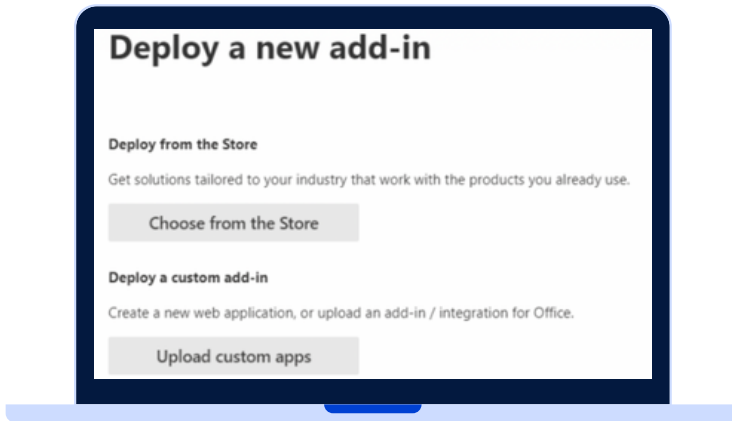 Deploy a new add-in
Deploy from the Store
Get solutions tailored to your industry that work with the products you already use.
Choose from the Store
Deploy a custom add-in
Create a new web application, or upload an add-in / integration for Office.
Upload custom apps